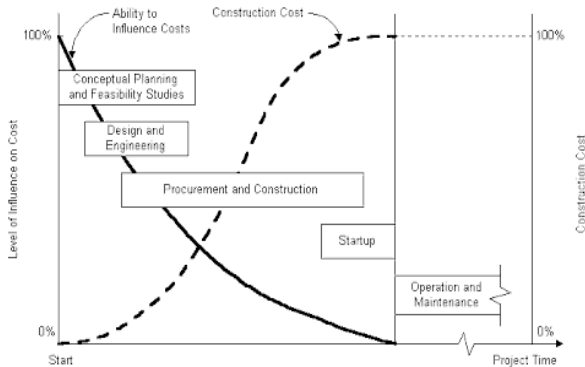 Ability to
Influence Costs
Construction Cost
100%
100%
Conceptual Planning
and Feasibility Studies
Design and
Engineering
Procurement and Construction
Startup
Operation and
Maintenance
Level of Influence on Cost
Construction Cost
0%
0%
Start
Project Time